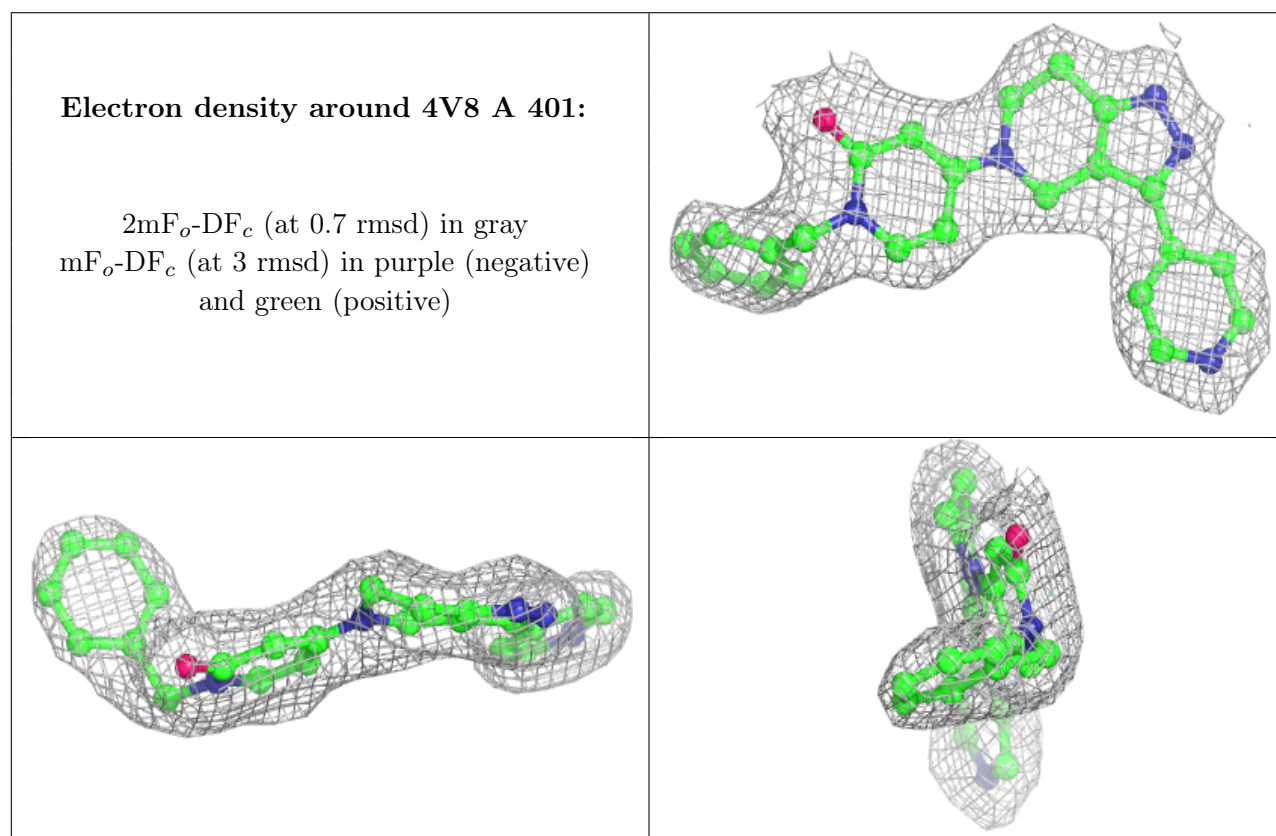 Electron density around 4V8 A 401:
2mFo-DFc (at 0.7 rmsd) in gray
mFo-DFc (at 3 rmsd) in purple (negative)
and green (positive)